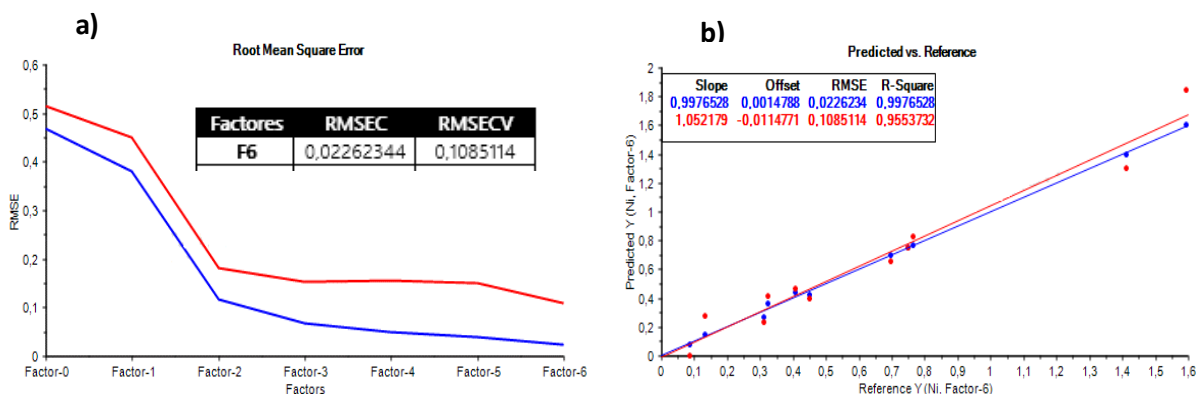 a)
Root Mean Square Error
0,6
0,5
0,4
0,3
0,2
0,1
0
RMSE
Factores RMSEC RMSECV
F6 0,02262344 0,1085114
Factor-0 Factor-1 Factor-2 Factor-3 Factor-4 Factor-5 Factor-6
Factors
b)
Predicted vs. Reference
2
1,8
1,6
1,4
1,2
1
0,8
0,6
0,4
0,2
0
Predicted Y (Ni, Factor-6)
Slope Offset RMSE R-Square
0,9976528 0,0014788 0,0226234 0,9976528
1,052179 -0,0114771 0,1085114 0,9553732
0 0,1 0,2 0,3 0,4 0,5 0,6 0,7 0,8 0,9 1 1,1 1,2 1,3 1,4 1,5 1,6
Reference Y (Ni, Factor-6)